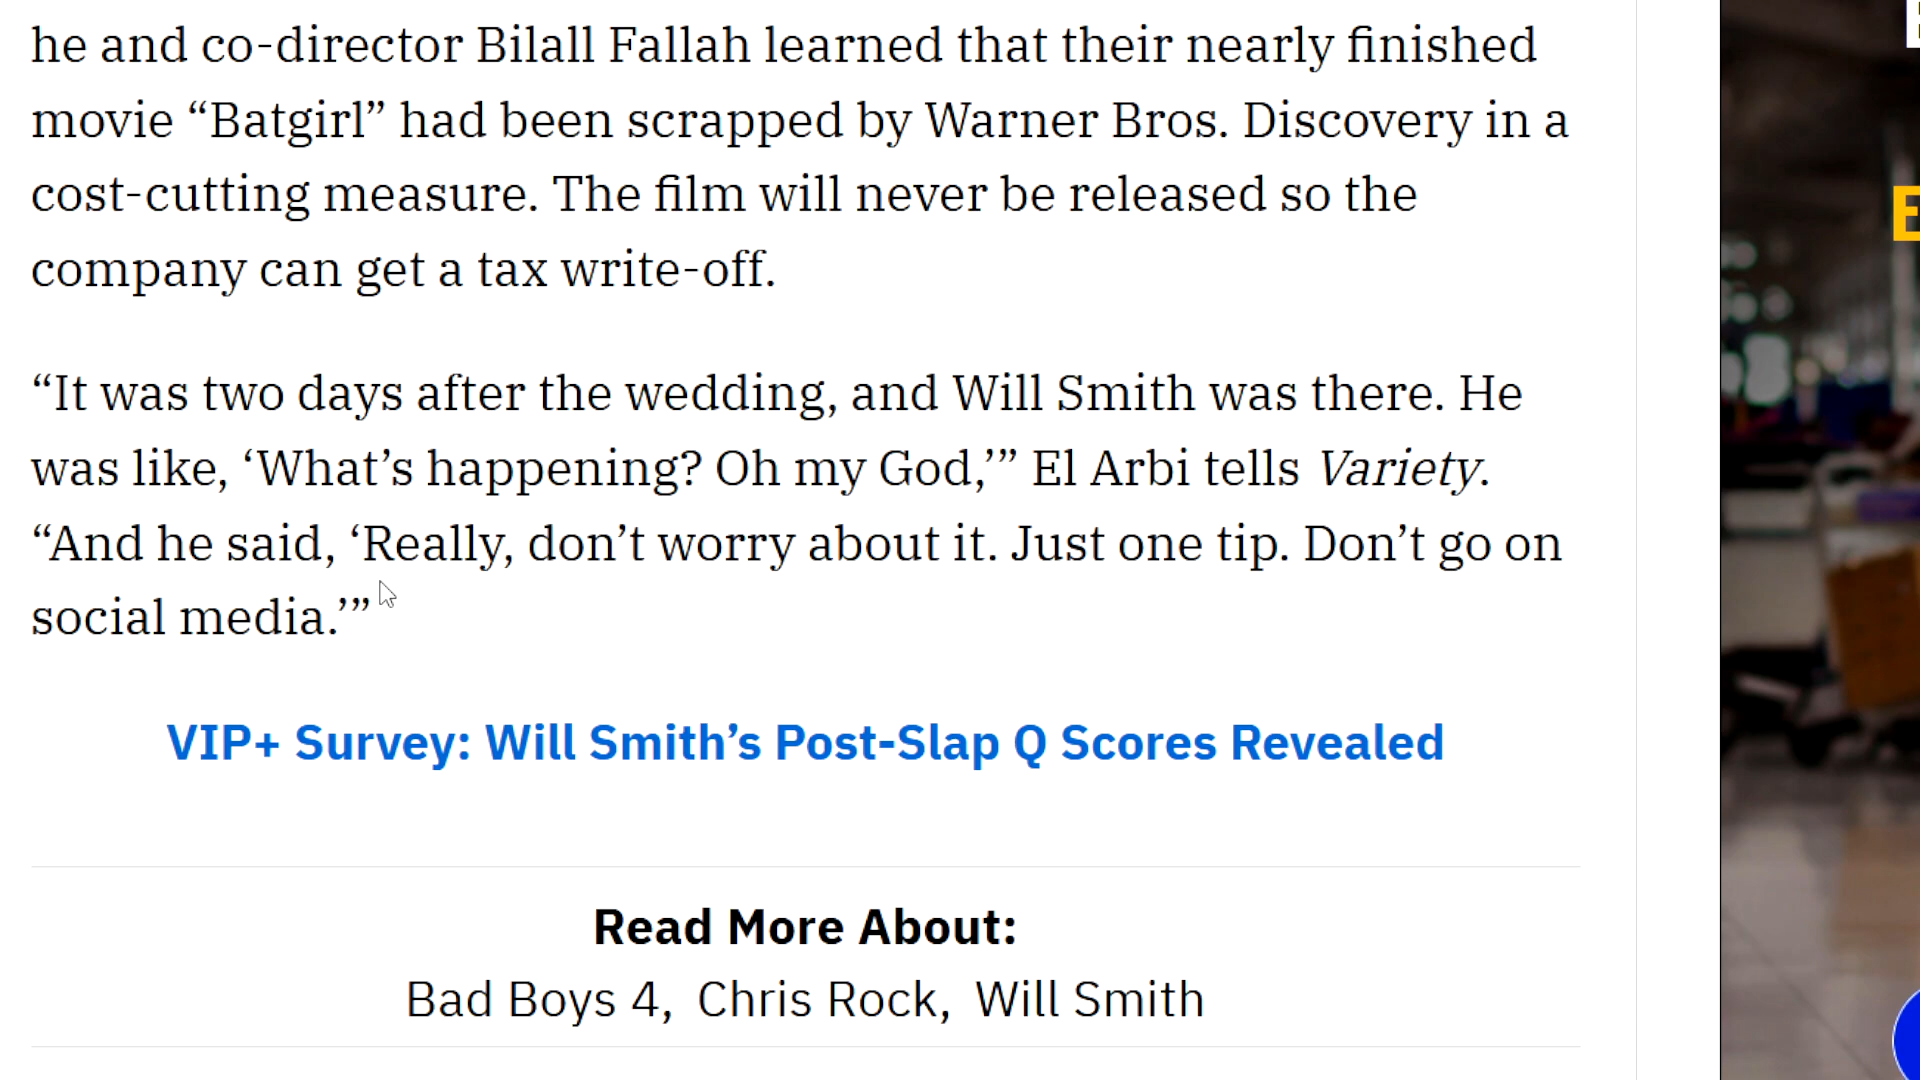 he and co-director Bilall Fallah learned that their nearly finished
movie “Batgirl” had been scrapped by Warner Bros. Discovery in a
cost-cutting measure. The film will never be released so the
company can get a tax write-off.
“It was two days after the wedding, and Will Smith was there. He
was like, ‘What’s happening? Oh my God,’” El Arbi tells Variety.
“And he said, ‘Really, don’t worry about it. Just one tip. Don’t go on
social media.’”
VIP+ Survey: Will Smith’s Post-Slap Q Scores Revealed
Read More About:
Bad Boys 4, Chris Rock, Will Smith